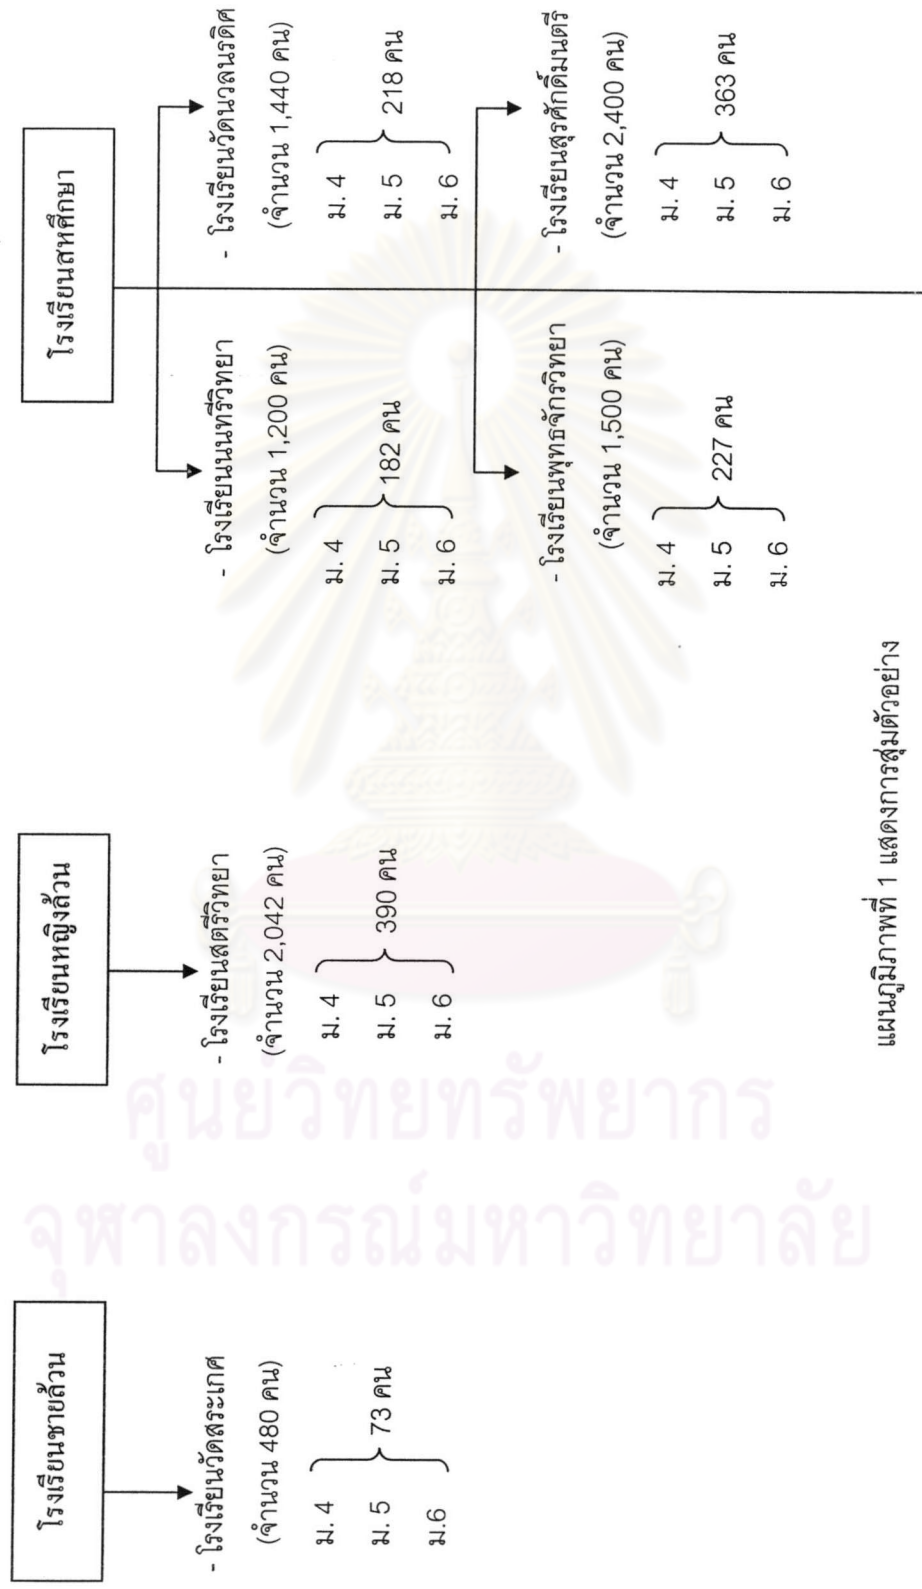 โรงเรียนชายล้วน
- โรงเรียนวัดสระเกศ
(จำนวน 480 คน)
ม. 4
ม. 5
ม.6
73 คน
โรงเรียนหญิงล้วน
- โรงเรียนสตรีวิทยา
(จำนวน 2,042 คน)
ม. 4
ม. 5
ม. 6
390 คน
โรงเรียนสหศึกษา
- โรงเรียนนนทรีวิทยา
(จำนวน 1,200 คน)
ม. 4
ม. 5
ม. 6
182 คน
- โรงเรียนวัดนวลนรดิศ
(จำนวน 1,440 คน)
ม. 4
ม. 5
ม. 6
218 คน
- โรงเรียนพุทธจักรวิทยา
(จำนวน 1,500 คน)
ม. 4
ม. 5
ม. 6
227 คน
- โรงเรียนสุรศักดิ์มนตรี
(จำนวน 2,400 คน)
ม. 4
ม. 5
ม. 6
363 คน
แผนภูมิภาพที่ 1 แสดงการสุ่มตัวอย่าง
ศูนย์วิทยทรัพยากร
จุฬาลงกรณ์มหาวิทยาลัย